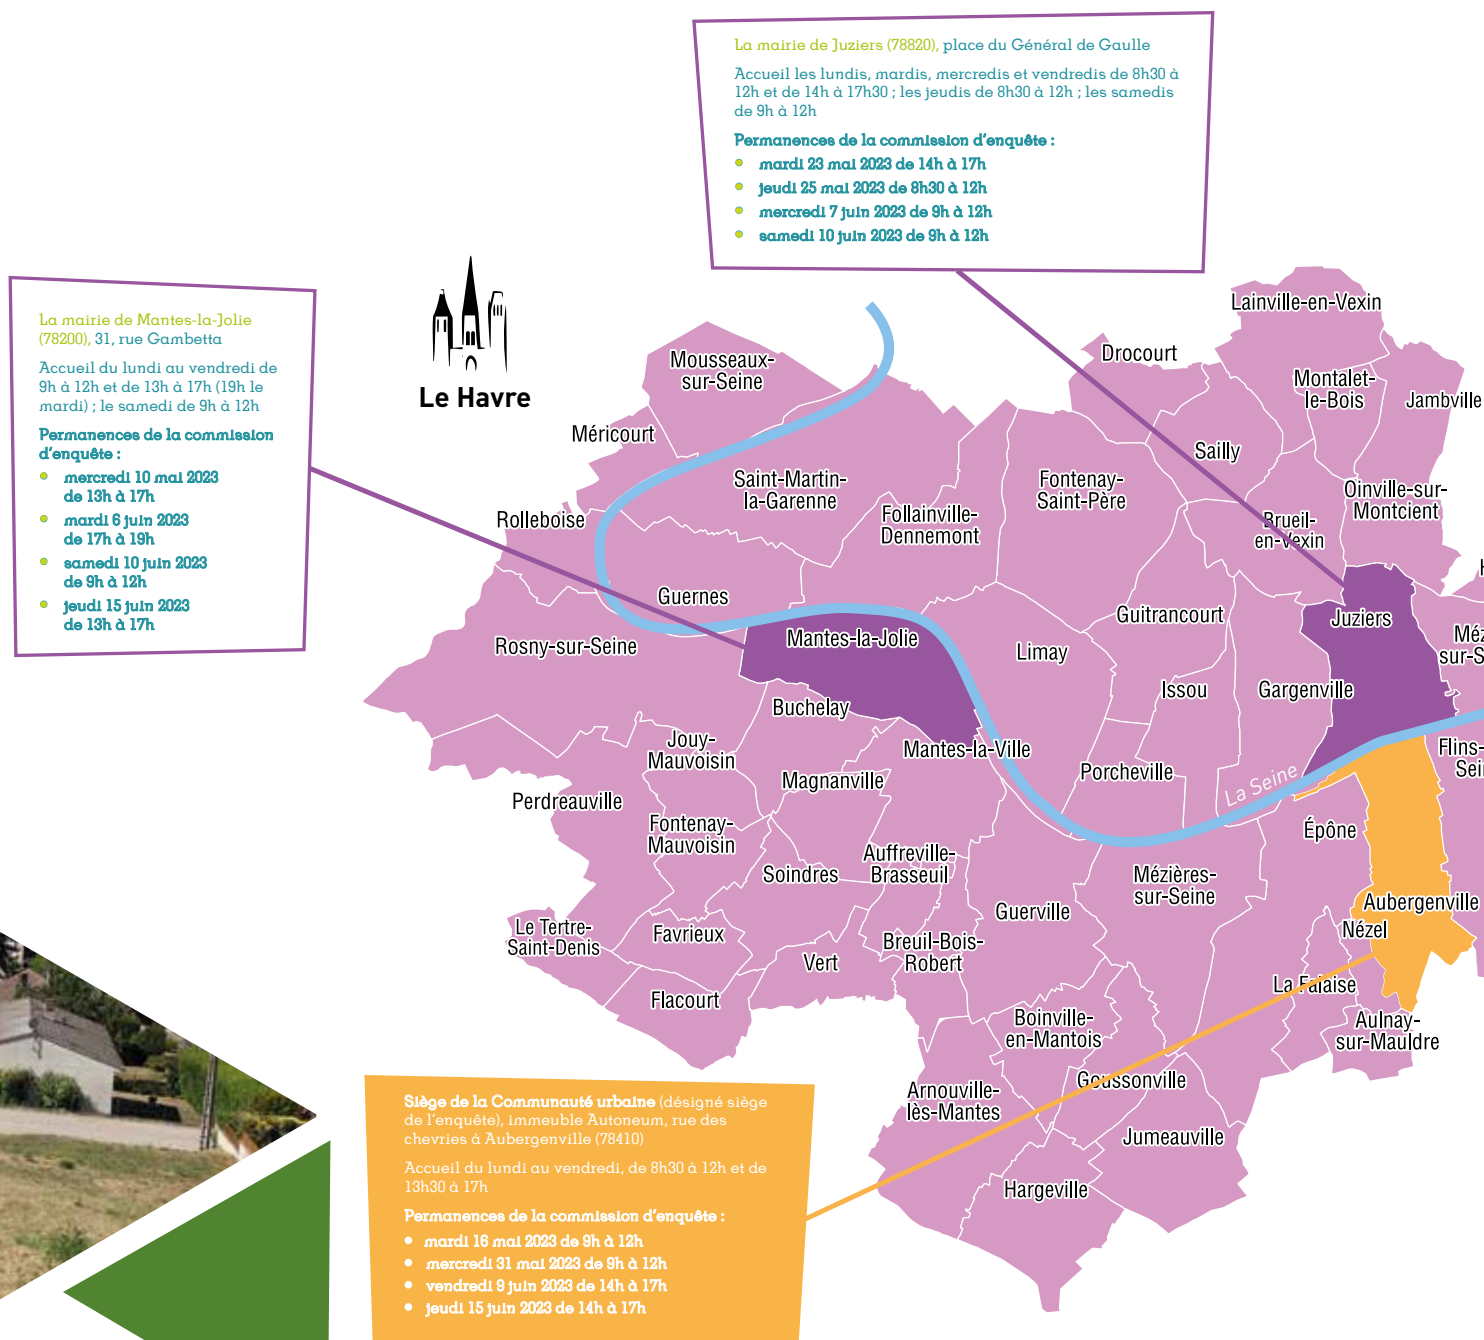 La mairie de Juziers (78820), place du Général de Gaulle
Accueil les lundis, mardis, mercredis et vendredis de 8h30 à
12h et de 14h à 17h30 ; les jeudis de 8h30 à 12h ; les samedis
de 9h à 12h
Permanences de la commission d'enquête :
mardi 23 mai 2023 de 14h à 17h
jeudi 25 mai 2023 de 8h30 à 12h
mercredi 7 juin 2023 de 9h à 12h
samedi 10 juin 2023 de 9h à 12h
La mairie de Mantes-la-Jolie
(78200), 31, rue Gambetta
Accueil du lundi au vendredi de
9h à 12h et de 13h à 17h (19h le
mardi) ; le samedi de 9h à 12h
Permanences de la commission
d'enquête :
mercredi 10 mai 2023
de 13h à 17h
mardi 6 juin 2023
de 17h à 19h
samedi 10 juin 2023
de 9h à 12h
jeudi 15 juin 2023
de 13h à 17h
Le Havre
Lainville-en-Vexin
Mousseaux-
sur-Seine
Drocourt
Montalet-
le-Bois
Jambville
Méricourt
Sailly
Saint-Martin-
la-Garenne
Fontenay-
Saint-Père
Oinville-sur-
Montcient
Rolleboise
Follainville-
Dennemont
Brueil-
en-Vexin
Guernes
Guitrancourt
Juziers
Rosny-sur-Seine
Mantes-la-Jolie
Limay
Méz
sur-S
Issou
Gargenville
Buchelay
Jouy-
Mauvoisin
Mantes-la-Ville
Flins-
Sei
Magnanville
Porcheville
La Seine
Perdreauville
Fontenay-
Mauvoisin
Épône
Auffreville-
Brasseuil
Soindres
Mézières-
sur-Seine
Aubergenville
Guerville
Nézel
Le Tertre-
Saint-Denis
Favrieux
Breuil-Bois-
Robert
Vert
La Falaise
Flacourt
Boinville-
en-Mantois
Aulnay-
sur-Mauldre
Goussonville
Arnouville-
lès-Mantes
Jumeauville
Hargeville
Siège de la Communauté urbaine (désigné siège
de l'enquête), immeuble Autoneum, rue des
chevries à Aubergenville (78410)
Accueil du lundi au vendredi, de 8h30 à 12h et de
13h30 à 17h
Permanences de la commission d'enquête :
mardi 16 mai 2023 de 9h à 12h
mercredi 31 mai 2023 de 9h à 12h
vendredi 9 juin 2023 de 14h à 17h
jeudi 15 juin 2023 de 14h à 17h